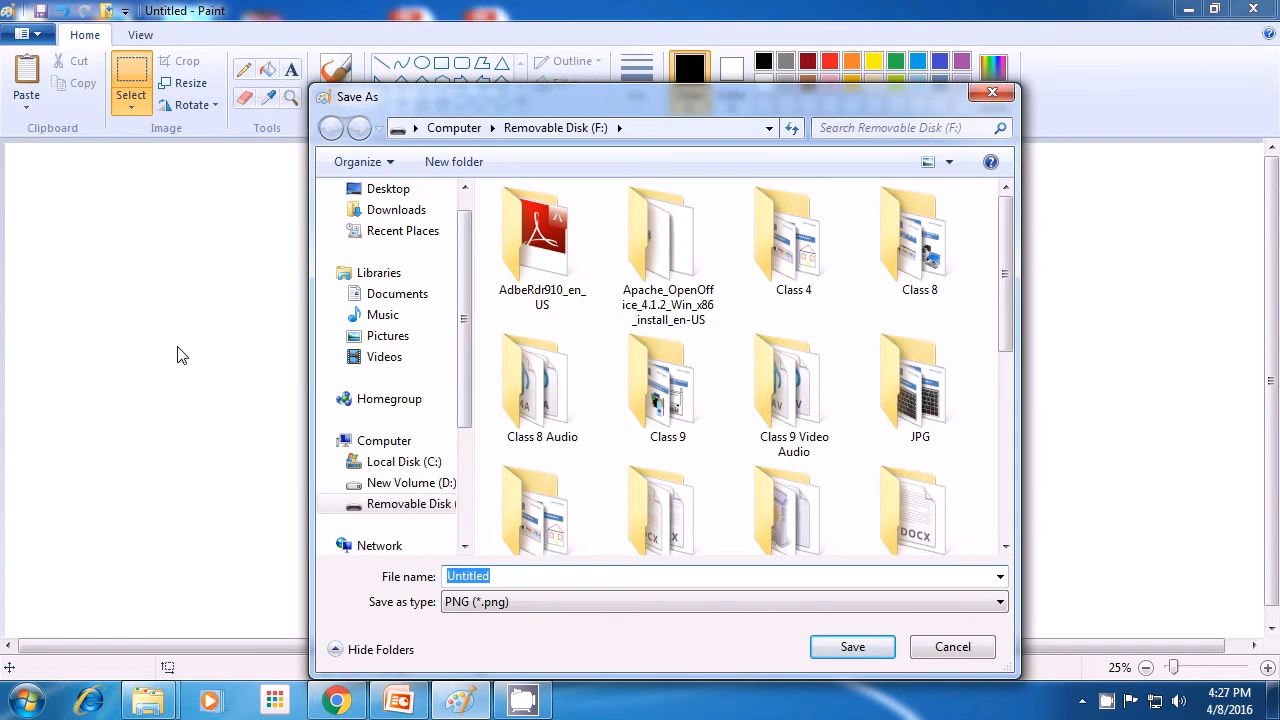 Untitled - Paint
Home View
Cut
Copy
Paste
Clipboard
Select
Crop
Resize
Rotate
Image
Tools
Outline
Save As
Computer Removable Disk (F:)
Search Removable Disk (F:)
Organize New folder
Desktop
Downloads
Recent Places
Libraries
Documents
Music
Pictures
Videos
Homegroup
Computer
Local Disk (C:)
New Volume (D:)
Removable Disk (
Network
AdbeRdr910_en_
US
Apache_OpenOff
ice_4.1.2_Win_x86
_install_en-US
Class 4
Class 8
Class 8 Audio
Class 9
Class 9 Video
Audio
JPG
DOCX
File name: Untitled
Save as type: PNG (*.png)
Hide Folders
Save Cancel
25%
4:27 PM
4/8/2016